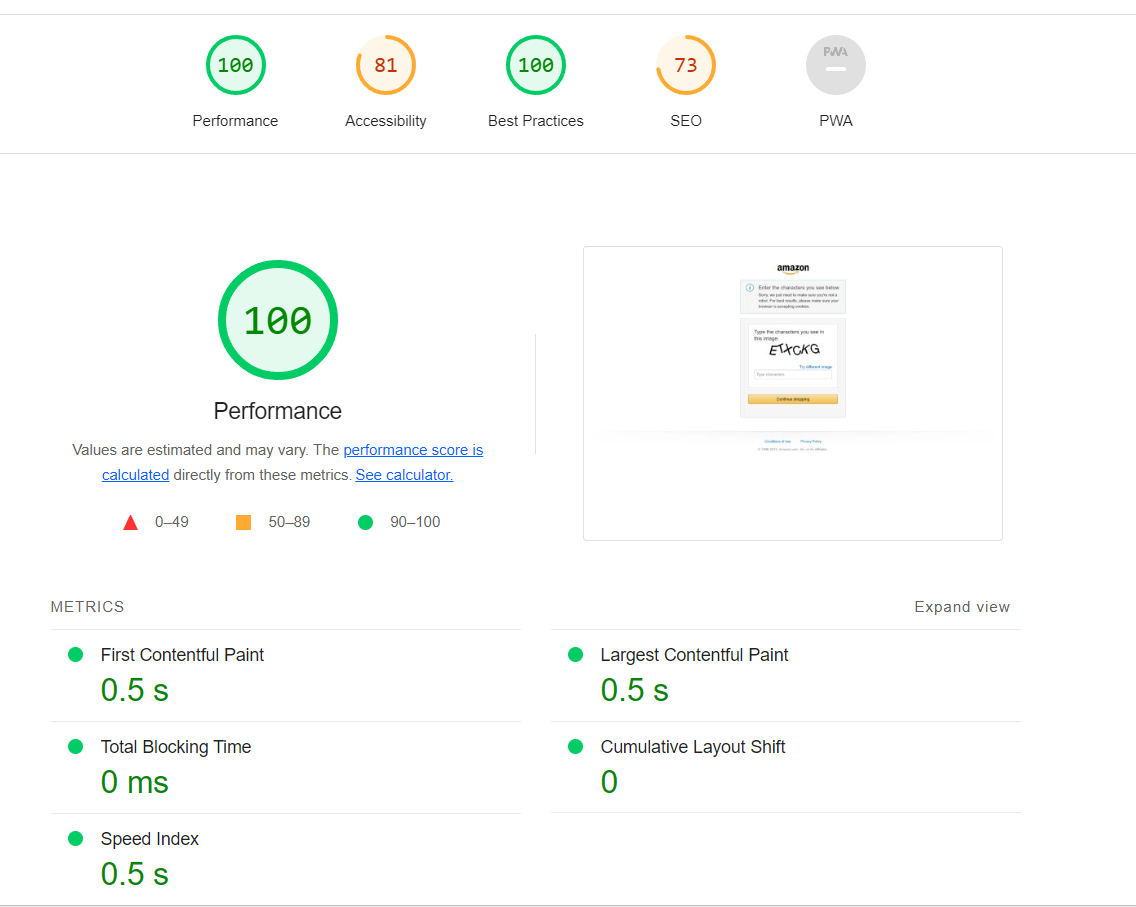 100 81 100 73 PWA
Performance Accessibility Best Practices SEO PWA
100
Performance
Values are estimated and may vary. The performance score is
calculated directly from these metrics. See calculator.
0–49 50–89 90–100
amazon
Enter the characters you see below
Sorry, we just need to make sure you're not a
robot. For best results, please make sure your
browser is accepting cookies.
Type the characters you see in
this image:
ETXCKG
Try different image
Type characters
Continue shopping
Conditions of Use Privacy Policy
METRICS Expand view
First Contentful Paint
0.5 s
Largest Contentful Paint
0.5 s
Total Blocking Time
0 ms
Cumulative Layout Shift
0
Speed Index
0.5 s